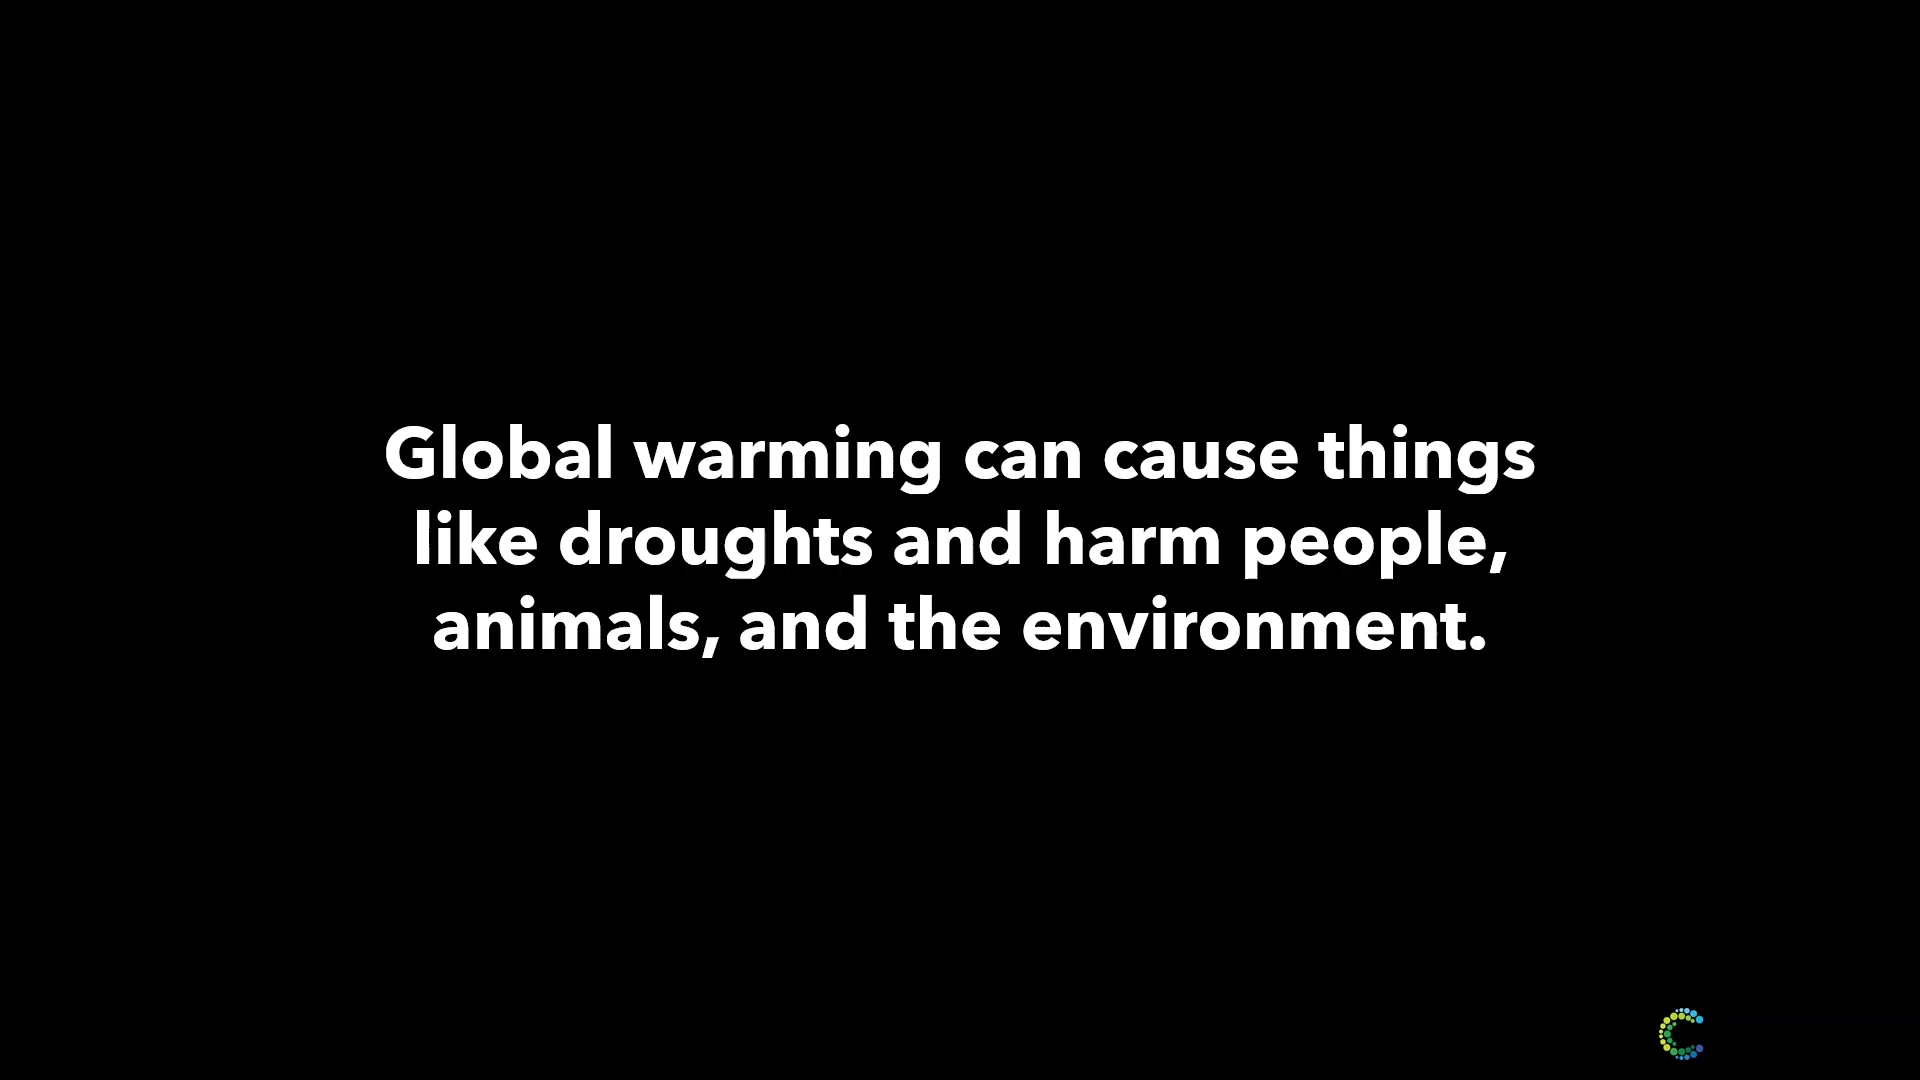 Global warming can cause things
like droughts and harm people,
animals, and the environment.